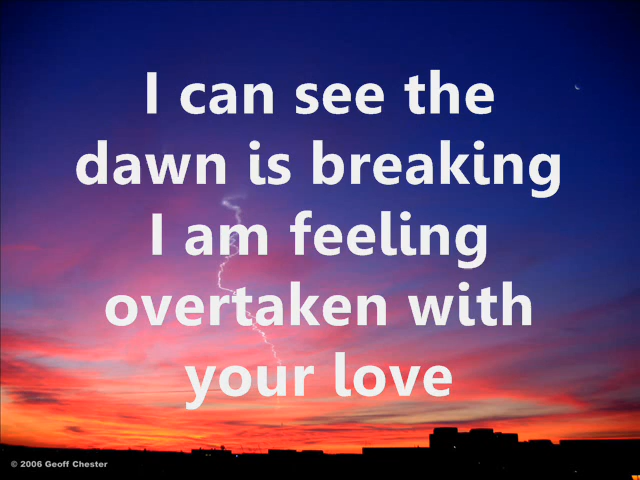 I can see the
dawn is breaking
I am feeling
overtaken with
your love
© 2006 Geoff Chester